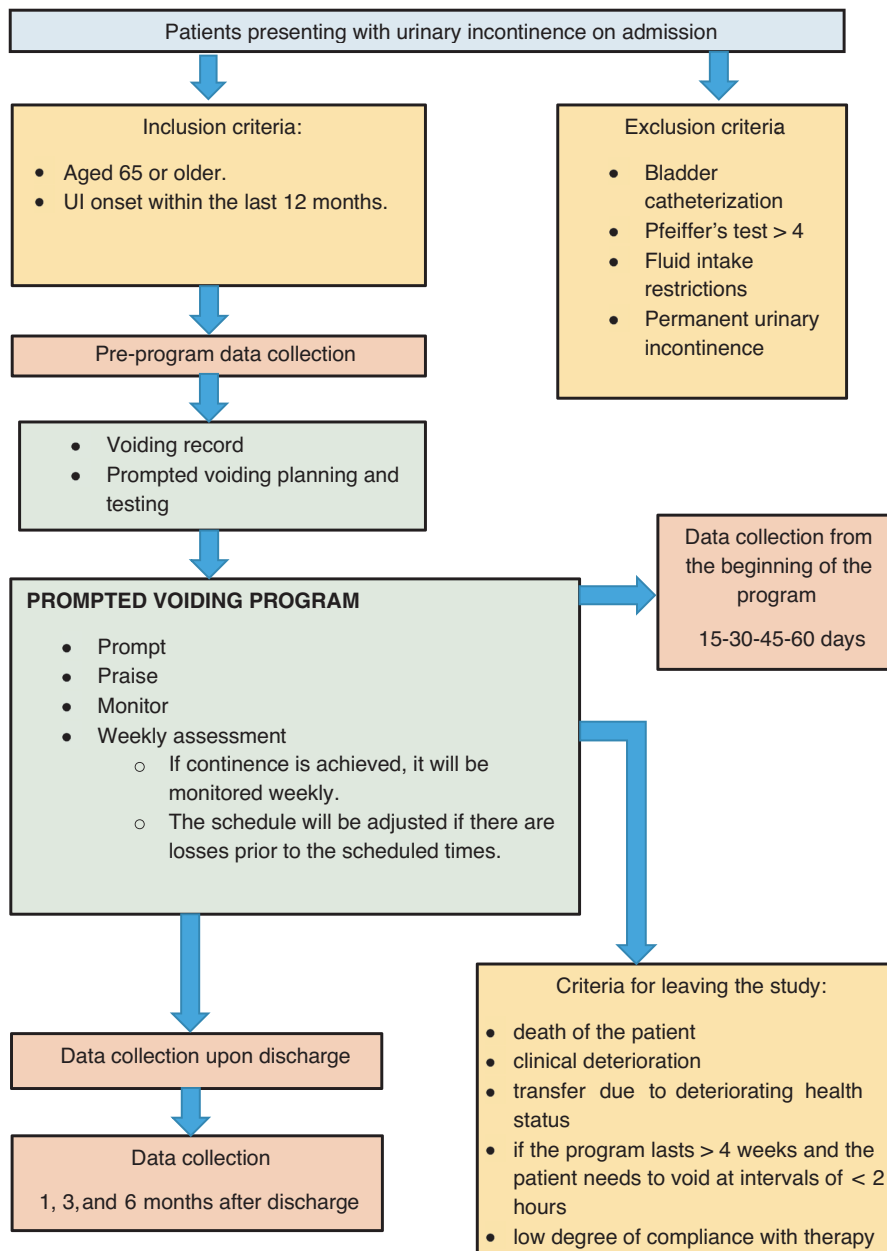 Patients presenting with urinary incontinence on admission
Inclusion criteria:
• Aged 65 or older.
• UI onset within the last 12 months.
Exclusion criteria
• Bladder
catheterization
• Pfeiffer's test > 4
• Fluid intake
restrictions
• Permanent urinary
incontinence
Pre-program data collection
• Voiding record
• Prompted voiding planning and
testing
PROMPTED VOIDING PROGRAM
• Prompt
• Praise
• Monitor
• Weekly assessment
○ If continence is achieved, it will be
monitored weekly.
○ The schedule will be adjusted if there are
losses prior to the scheduled times.
Data collection from
the beginning of the
program
15-30-45-60 days
Data collection upon discharge
Data collection
1, 3, and 6 months after discharge
Criteria for leaving the study:
• death of the patient
• clinical deterioration
• transfer due to deteriorating health
status
• if the program lasts > 4 weeks and the
patient needs to void at intervals of < 2
hours
• low degree of compliance with therapy